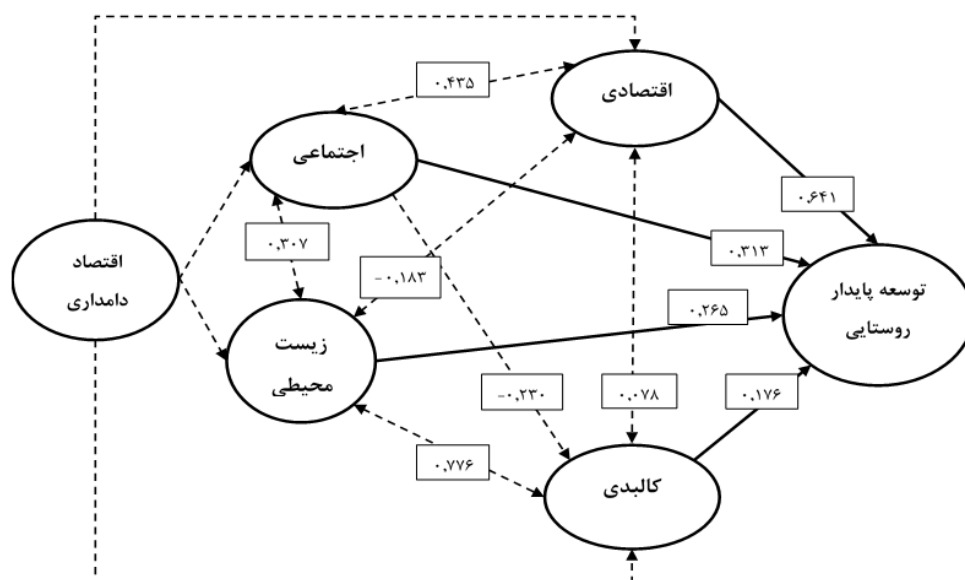 اقتصادی
۰,۴۳۵
اجتماعی
۰,۶۴۱
۰,۳۰۷
۰,۳۱۳
اقتصاد
دامداری
-۰,۱۸۳
توسعه پایدار
روستایی
۰,۲۶۵
زیست
محیطی
-۰,۲۳۰
۰,۰۷۸
۰,۱۷۶
۰,۷۷۶
کالبدی